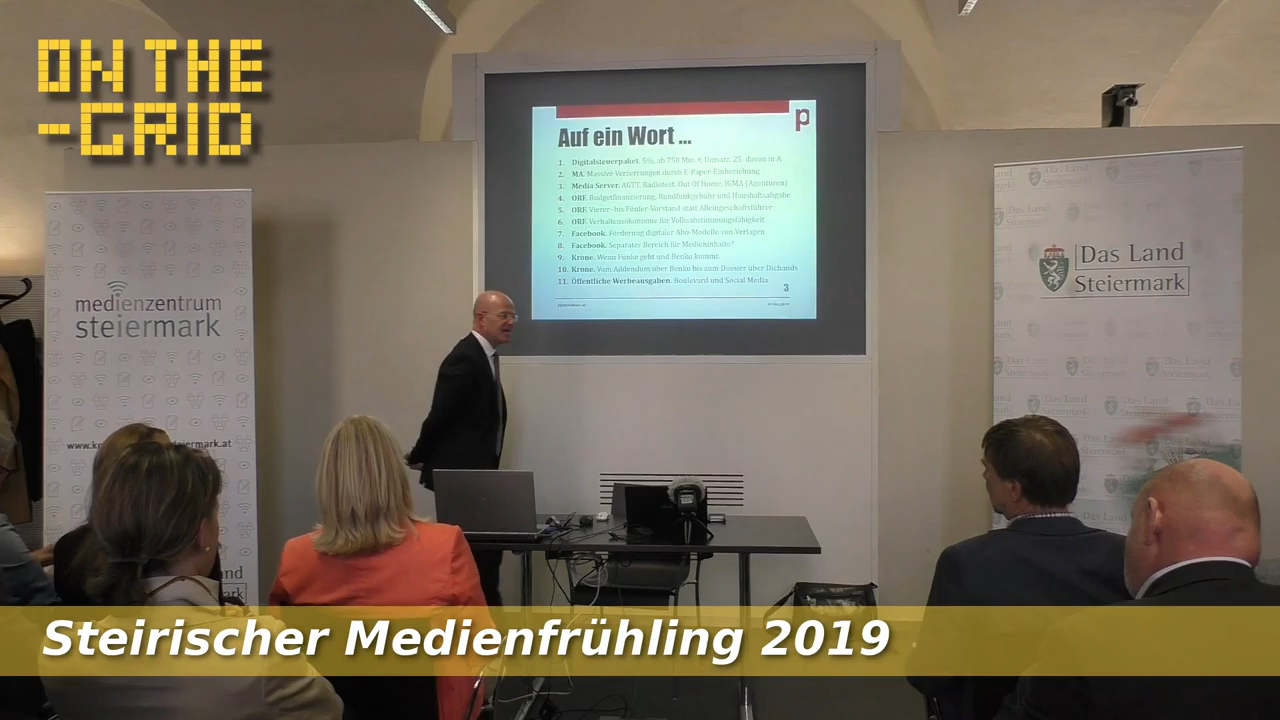 ON THE
-GRID
Auf ein Wort ...
p
1. Digitalsteuerpaket. 5%, ab 750 Mio. € Umsatz, 25 davon in A
2. MA. Massive Verzerrungen durch E-Paper-Einbeziehung
3. Media Server. AGTT, Radiotest, Out Of Home, IGMA (Agenturen)
4. ORF. Budgetfinanzierung, Rundfunkgebühr und Haushaltsabgabe
5. ORF. Vierer- bis Fünfer-Vorstand statt Alleingeschäftsführer
6. ORF. Verhaltensökonomie für Volksabstimmungsfähigkeit
7. Facebook. Förderung digitaler Abo-Modelle von Verlagen
8. Facebook. Separater Bereich für Medieninhalte?
9. Krone. Wenn Funke geht und Benko kommt.
10. Krone. Vom Addendum über Benko bis zum Dossier über Dichands
11. Öffentliche Werbeausgaben. Boulevard und Social Media
3
medienzentrum
steiermark
steiermark.at
Das Land
Steiermark
Steirischer Medienfrühling 2019